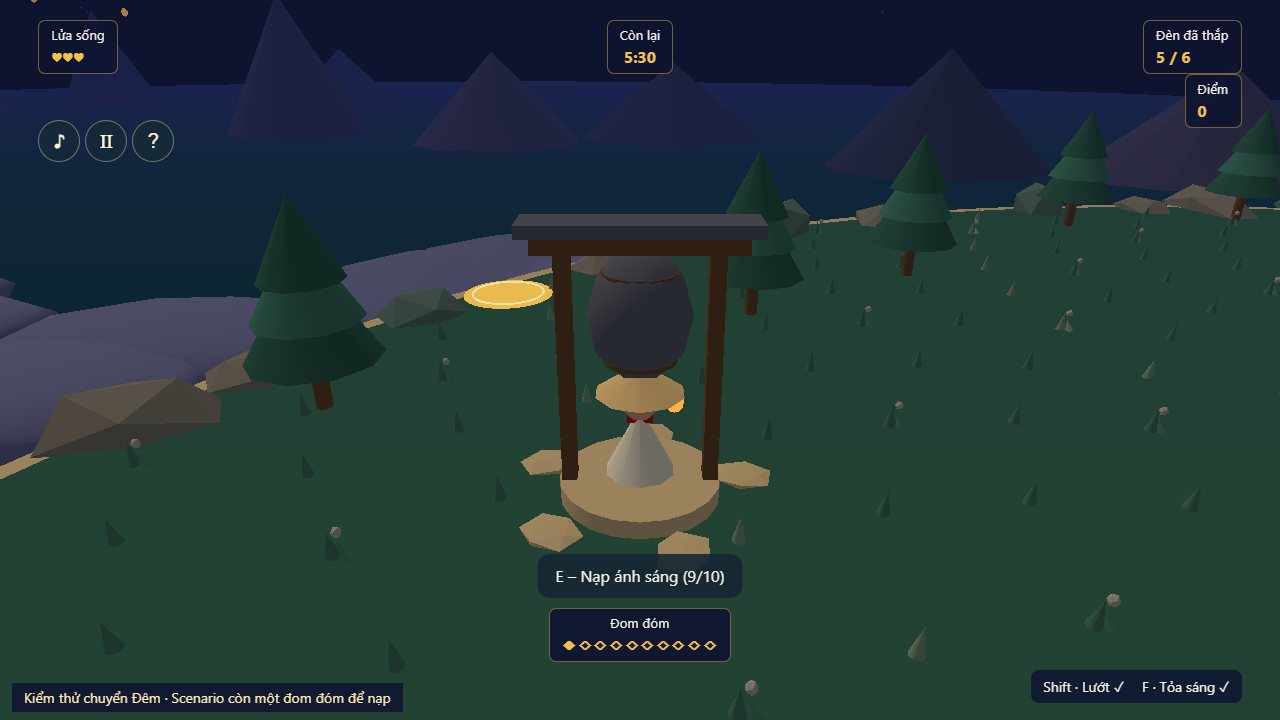 Lửa sống
Còn lại
5:30
Đèn đã thắp
5 / 6
Điểm
0
II
?
E – Nạp ánh sáng (9/10)
Đom đóm
Kiểm thử chuyển Đêm · Scenario còn một đom đóm để nạp
Shift · Lướt ✓ F · Tỏa sáng ✓